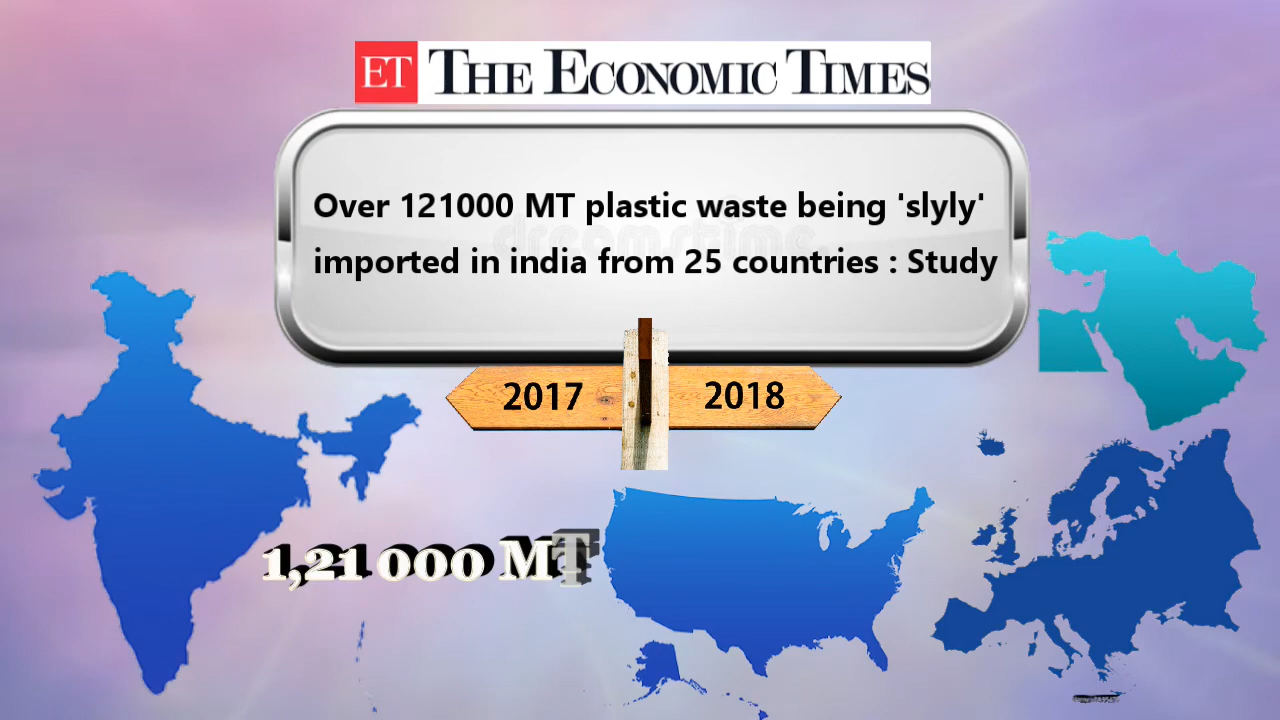 ET THE ECONOMIC TIMES
Over 121000 MT plastic waste being 'slyly'
imported in india from 25 countries : Study
2017 2018
1,21 000 MT